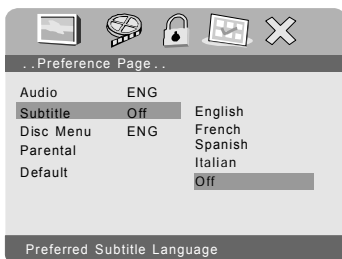 ..Preference Page..
Audio ENG
Subtitle Off
Disc Menu ENG
Parental
Default
English
French
Spanish
Italian
Off
Preferred Subtitle Language